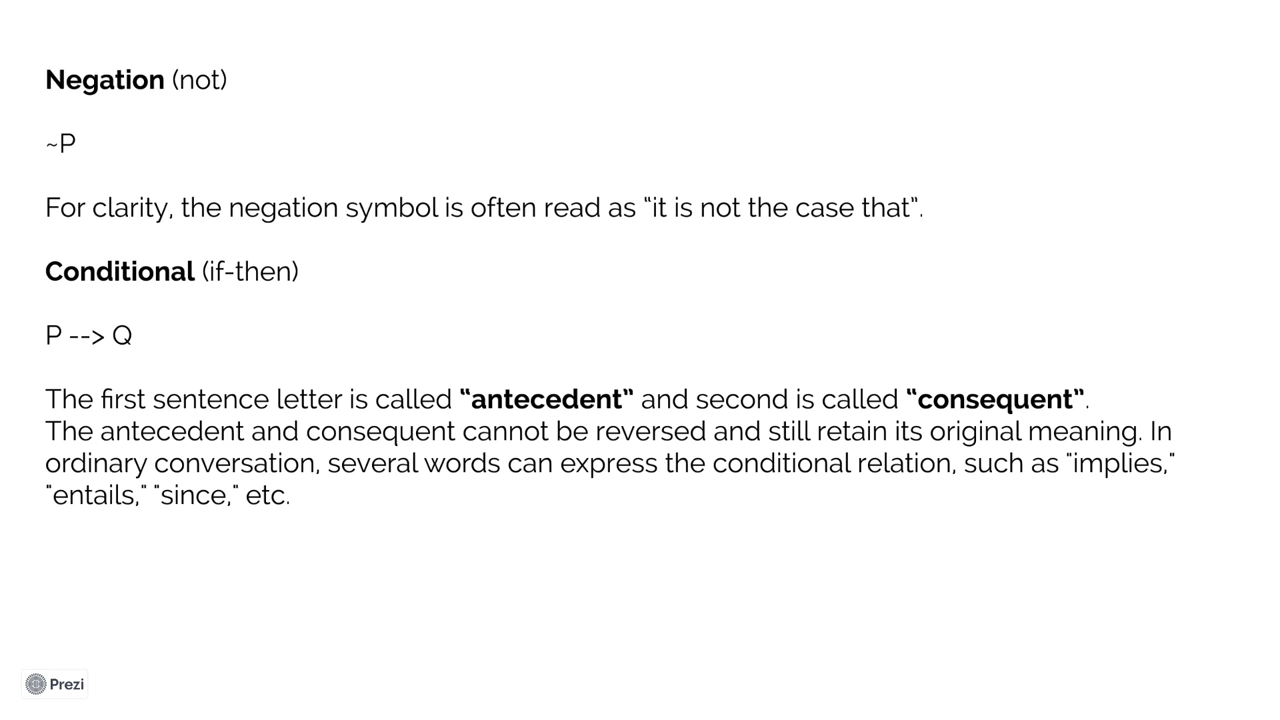 Negation (not)
~P
For clarity, the negation symbol is often read as “it is not the case that”.
Conditional (if-then)
P --> Q
The first sentence letter is called “antecedent” and second is called “consequent”.
The antecedent and consequent cannot be reversed and still retain its original meaning. In
ordinary conversation, several words can express the conditional relation, such as "implies,"
"entails," "since," etc.
Prezi